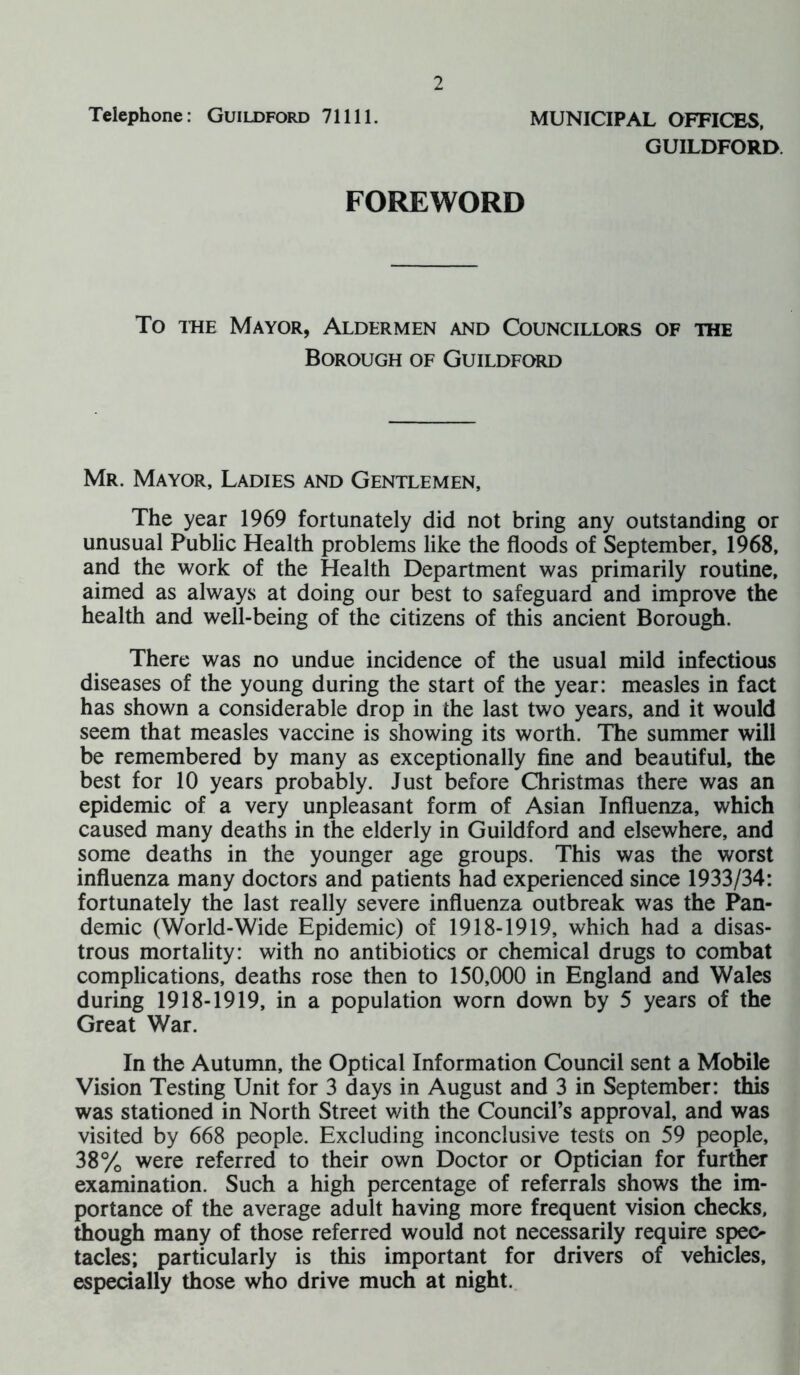 2
Telephone: GUILDFORD 71111. MUNICIPAL OFFICES,
GUILDFORD.
FOREWORD
TO THE MAYOR, ALDERMEN AND COUNCILLORS OF THE
BOROUGH OF GUILDFORD
MR. MAYOR, LADIES AND GENTLEMEN,
The year 1969 fortunately did not bring any outstanding or
unusual Public Health problems like the floods of September, 1968,
and the work of the Health Department was primarily routine,
aimed as always at doing our best to safeguard and improve the
health and well-being of the citizens of this ancient Borough.
There was no undue incidence of the usual mild infectious
diseases of the young during the start of the year: measles in fact
has shown a considerable drop in the last two years, and it would
seem that measles vaccine is showing its worth. The summer will
be remembered by many as exceptionally fine and beautiful, the
best for 10 years probably. Just before Christmas there was an
epidemic of a very unpleasant form of Asian Influenza, which
caused many deaths in the elderly in Guildford and elsewhere, and
some deaths in the younger age groups. This was the worst
influenza many doctors and patients had experienced since 1933/34:
fortunately the last really severe influenza outbreak was the Pan-
demic (World-Wide Epidemic) of 1918-1919, which had a disas-
trous mortality: with no antibiotics or chemical drugs to combat
complications, deaths rose then to 150,000 in England and Wales
during 1918-1919, in a population worn down by 5 years of the
Great War.
In the Autumn, the Optical Information Council sent a Mobile
Vision Testing Unit for 3 days in August and 3 in September: this
was stationed in North Street with the Council's approval, and was
visited by 668 people. Excluding inconclusive tests on 59 people,
38% were referred to their own Doctor or Optician for further
examination. Such a high percentage of referrals shows the im-
portance of the average adult having more frequent vision checks,
though many of those referred would not necessarily require spec-
tacles; particularly is this important for drivers of vehicles,
especially those who drive much at night.